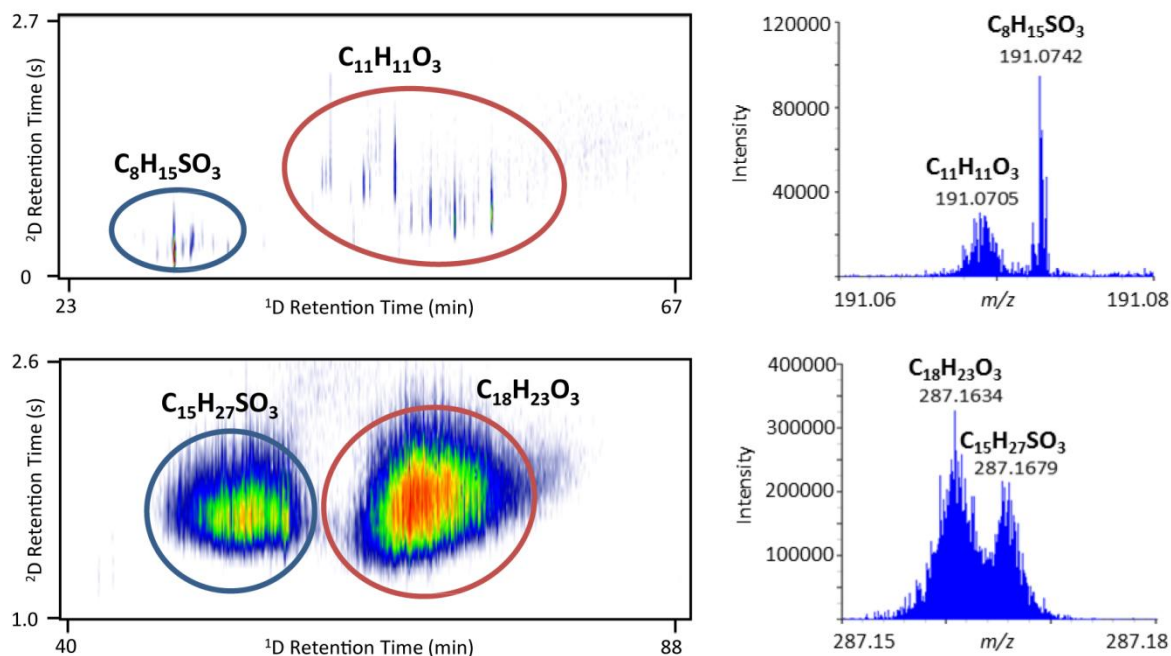 2.7
²D Retention Time (s)
0
C₈H₁₅SO₃
C₁₁H₁₁O₃
23
¹D Retention Time (min)
67
120000
80000
40000
0
Intensity
C₈H₁₅SO₃
191.0742
C₁₁H₁₁O₃
191.0705
191.06
m/z
191.08
2.6
²D Retention Time (s)
1.0
C₁₅H₂₇SO₃
C₁₈H₂₃O₃
40
¹D Retention Time (min)
88
400000
300000
200000
100000
0
Intensity
C₁₈H₂₃O₃
287.1634
C₁₅H₂₇SO₃
287.1679
287.15
m/z
287.18